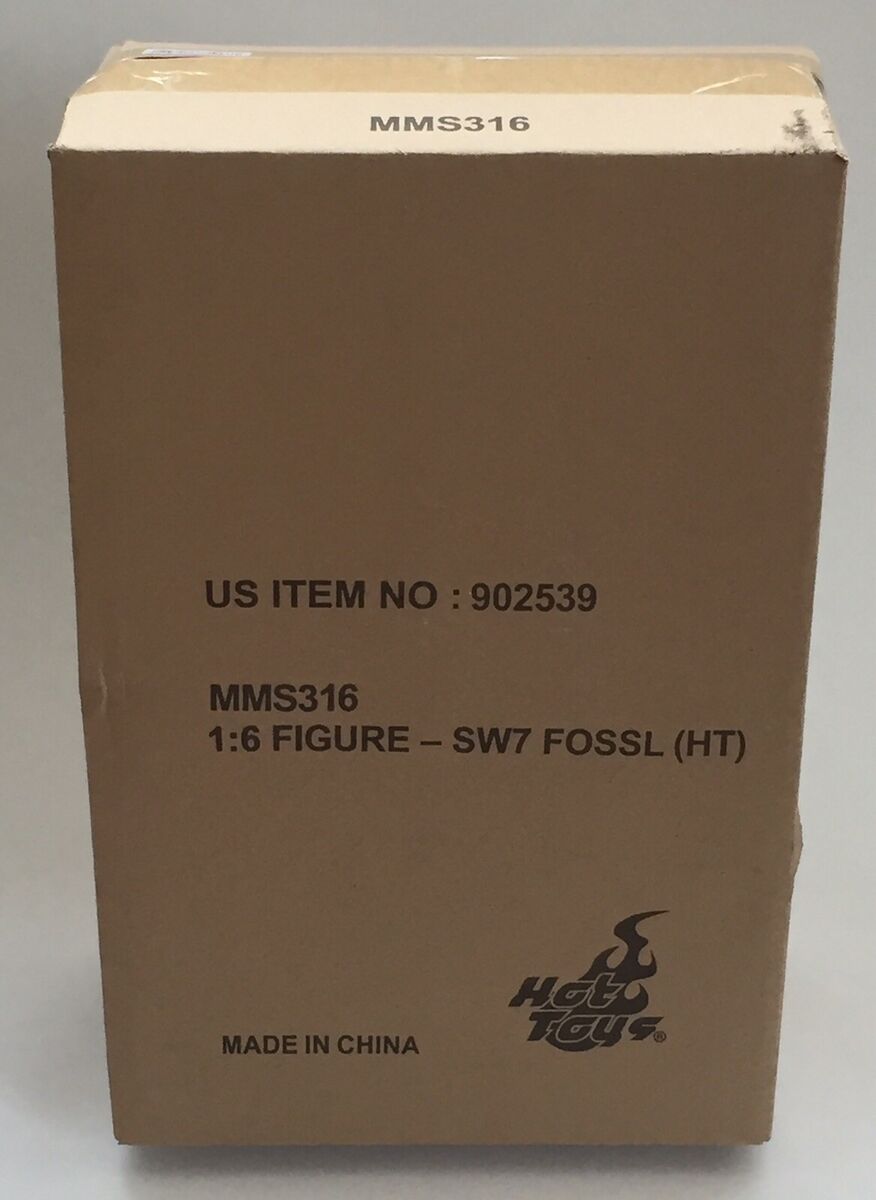 MMS316
US ITEM NO : 902539
MMS316
1:6 FIGURE – SW7 FOSSL (HT)
Hot
Toys®
MADE IN CHINA